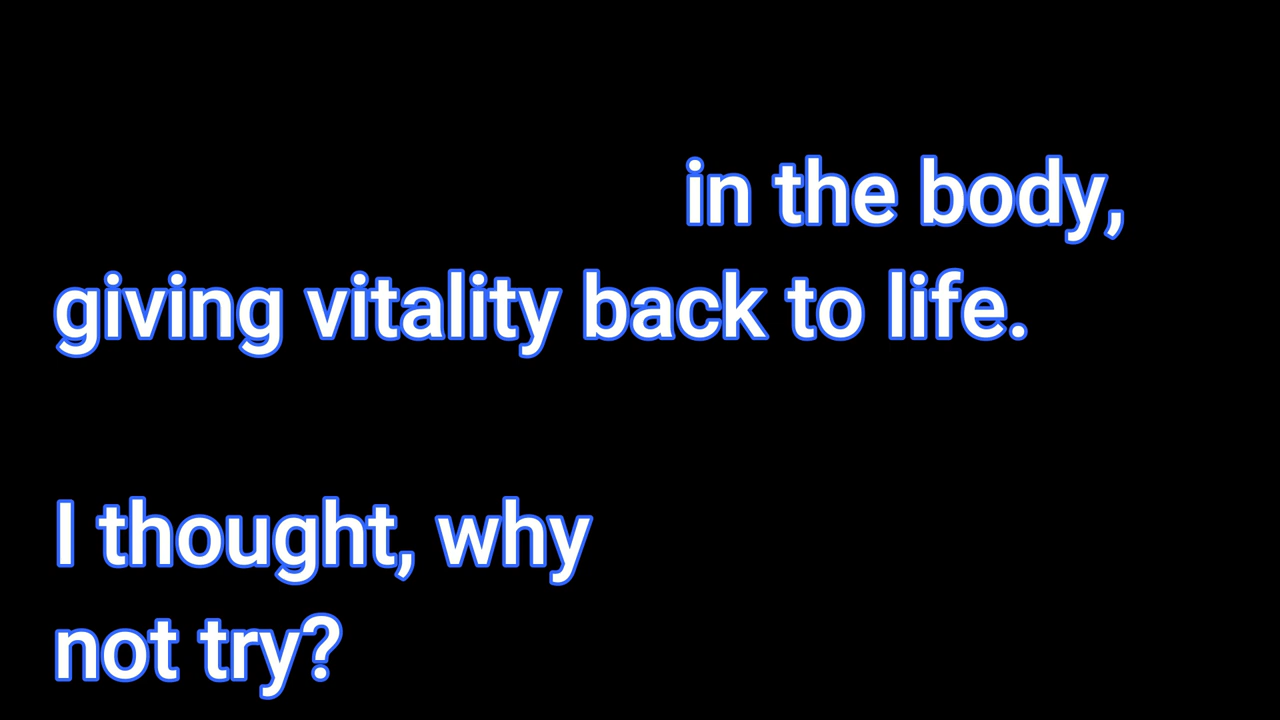 in the body,
giving vitality back to life.
I thought, why
not try?